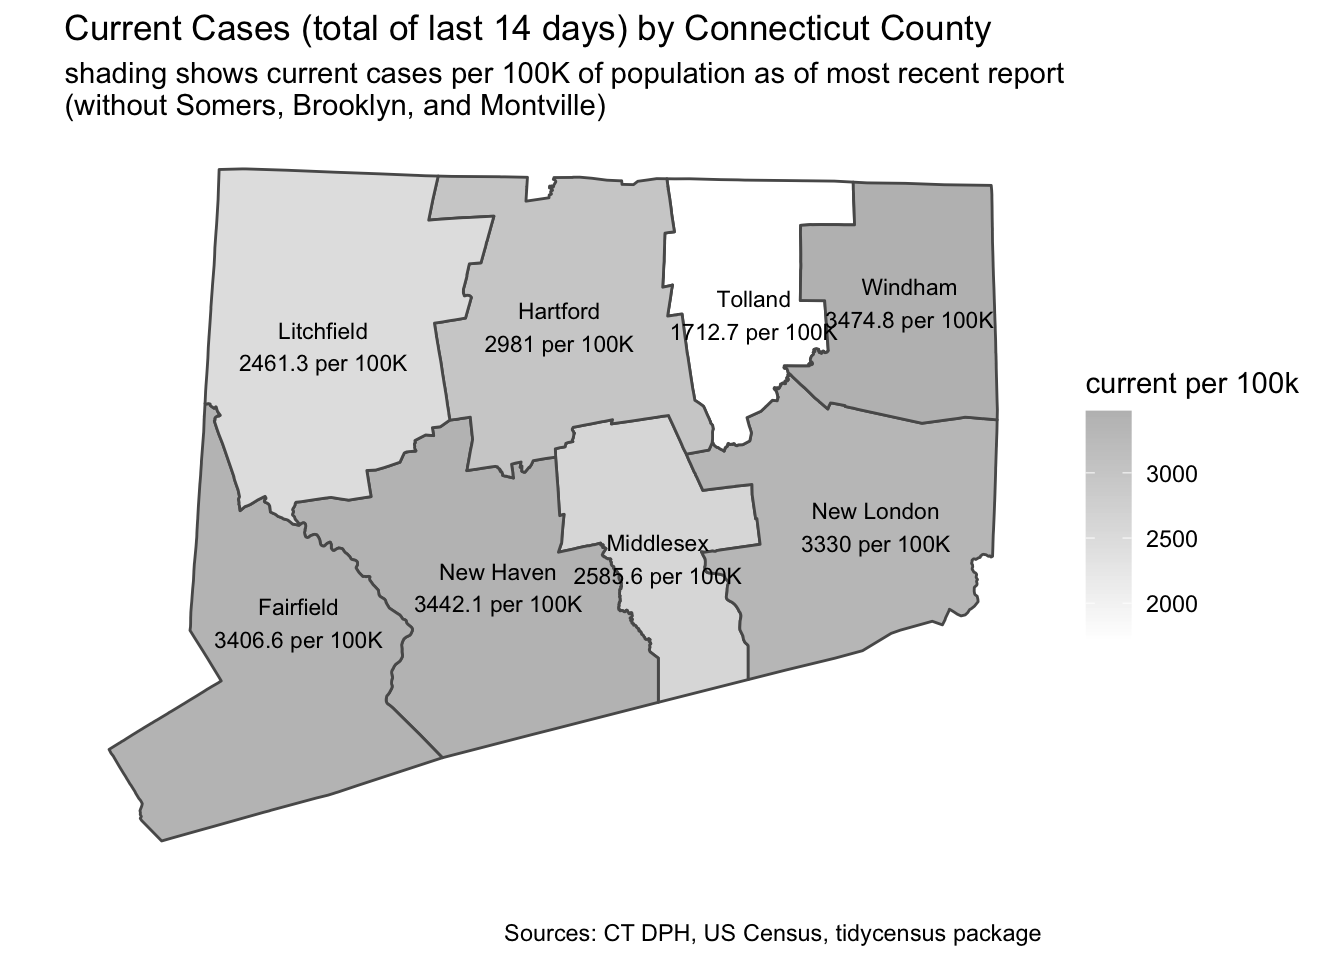 Current Cases (total of last 14 days) by Connecticut County
shading shows current cases per 100K of population as of most recent report
(without Somers, Brooklyn, and Montville)
Litchfield
2461.3 per 100K
Hartford
2981 per 100K
Tolland
1712.7 per 100K
Windham
3474.8 per 100K
Fairfield
3406.6 per 100K
New Haven
3442.1 per 100K
Middlesex
2585.6 per 100K
New London
3330 per 100K
current per 100k
3000
2500
2000
Sources: CT DPH, US Census, tidycensus package